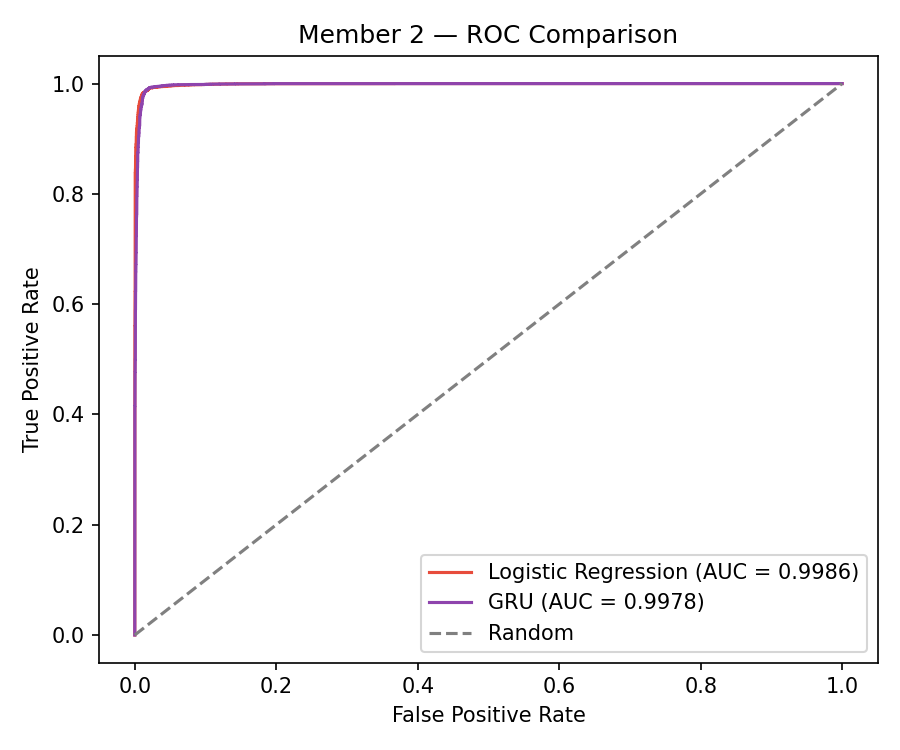 Member 2 — ROC Comparison
True Positive Rate
1.0
0.8
0.6
0.4
0.2
0.0
Logistic Regression (AUC = 0.9986)
GRU (AUC = 0.9978)
Random
0.0 0.2 0.4 0.6 0.8 1.0
False Positive Rate